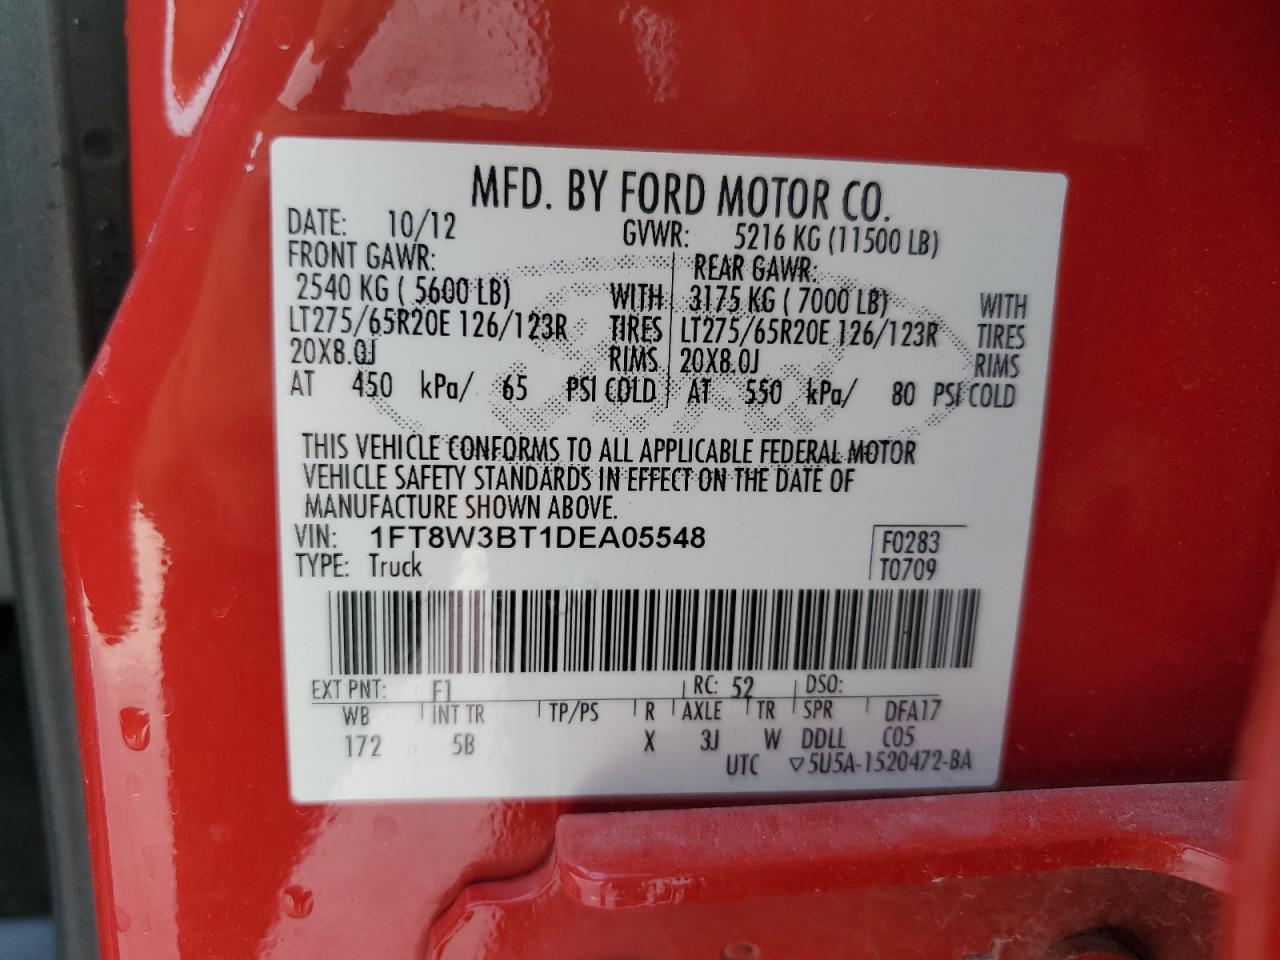 MFD. BY FORD MOTOR CO.
DATE: 10/12 GVWR: 5216 KG (11500 LB)
FRONT GAWR: REAR GAWR:
2540 KG ( 5600 LB) WITH 3175 KG ( 7000 LB) WITH
LT275/65R20E 126/123R TIRES LT275/65R20E 126/123R TIRES
20X8.0J RIMS 20X8.0J RIMS
AT 450 kPa/ 65 PSI COLD AT 550 kPa/ 80 PSI COLD
THIS VEHICLE CONFORMS TO ALL APPLICABLE FEDERAL MOTOR
VEHICLE SAFETY STANDARDS IN EFFECT ON THE DATE OF
MANUFACTURE SHOWN ABOVE.
VIN: 1FT8W3BT1DEA05548 F0283
TYPE: Truck T0709
EXT PNT: F1 RC: 52 DSO:
WB INT TR TP/PS R AXLE TR SPR DFA17
172 5B X 3J W DDLL C05
UTC ▽5U5A-1520472-BA